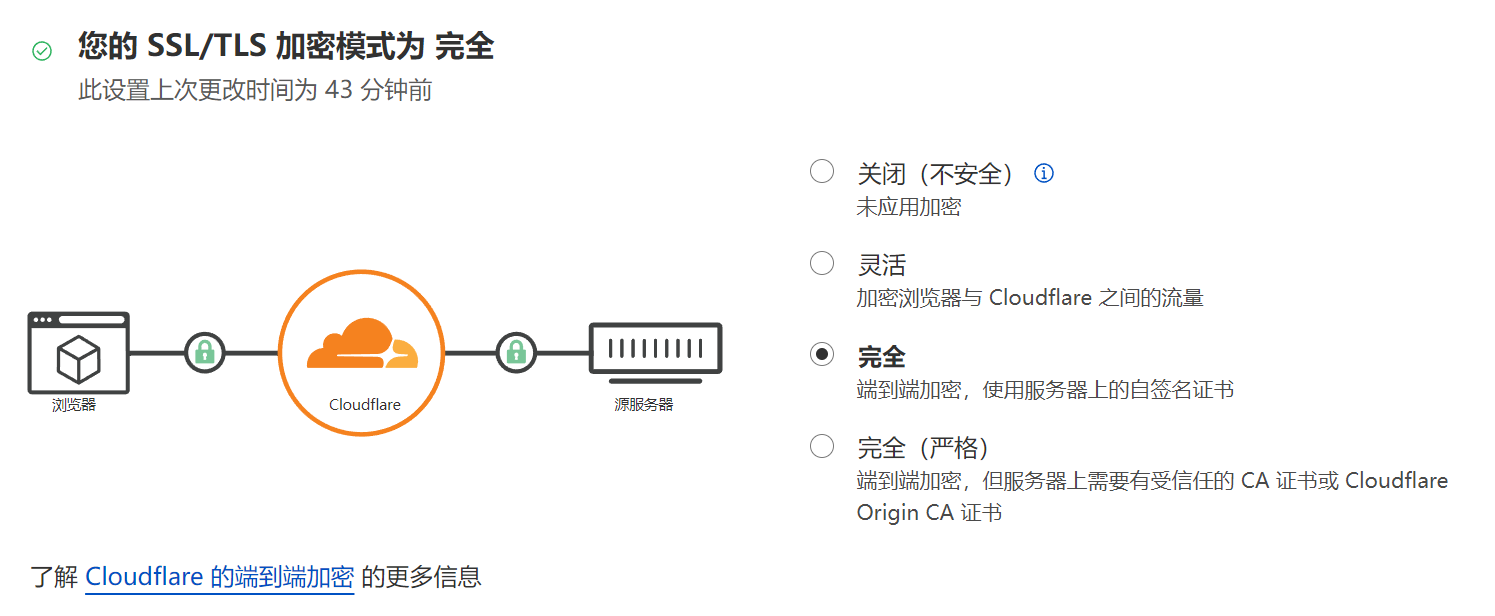 您的 SSL/TLS 加密模式为 完全
此设置上次更改时间为 43 分钟前
浏览器
Cloudflare
源服务器
关闭（不安全）
未应用加密
灵活
加密浏览器与 Cloudflare 之间的流量
完全
端到端加密，使用服务器上的自签名证书
完全（严格）
端到端加密，但服务器上需要有受信任的 CA 证书或 Cloudflare
Origin CA 证书
了解 Cloudflare 的端到端加密 的更多信息